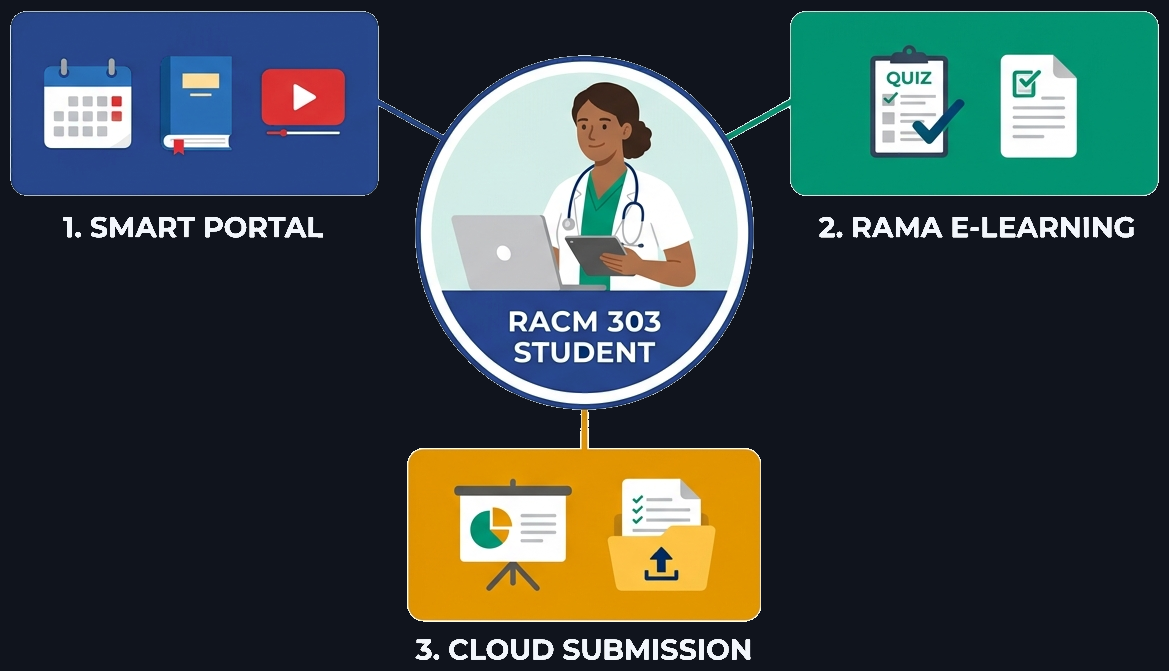 1. SMART PORTAL
QUIZ
2. RAMA E-LEARNING
RACM 303
STUDENT
3. CLOUD SUBMISSION